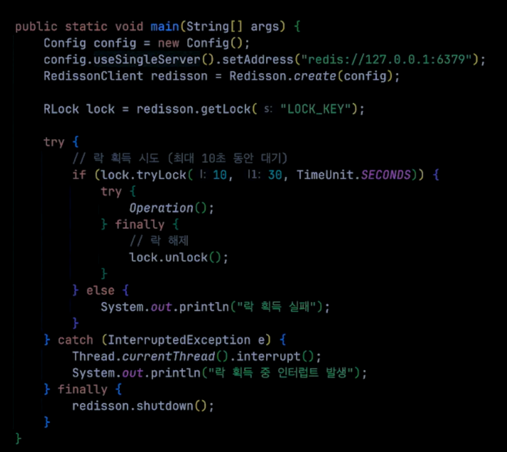 public static void main(String[] args) {
Config config = new Config();
config.useSingleServer().setAddress("redis://127.0.0.1:6379");
RedissonClient redisson = Redisson.create(config);
RLock lock = redisson.getLock( s: "LOCK_KEY");
try {
// 락 획득 시도 (최대 10초 동안 대기)
if (lock.tryLock( l: 10, l1: 30, TimeUnit.SECONDS)) {
try {
Operation();
} finally {
// 락 해제
lock.unlock();
}
} else {
System.out.println("락 획득 실패");
}
} catch (InterruptedException e) {
Thread.currentThread().interrupt();
System.out.println("락 획득 중 인터럽트 발생");
} finally {
redisson.shutdown();
}
}